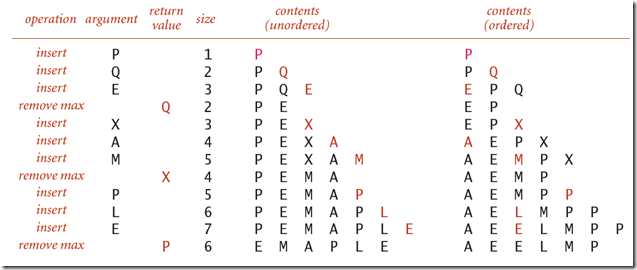 operation argument return value size contents (unordered) contents (ordered)
insert P 1 P P
insert Q 2 P Q P Q
insert E 3 P Q E E P Q
remove max Q 2 P E E P
insert X 3 P E X E P X
insert A 4 P E X A A E P X
insert M 5 P E X A M A E M P X
remove max X 4 P E M A A E M P
insert P 5 P E M A P A E M P P
insert L 6 P E M A P L A E L M P P
insert E 7 P E M A P L E A E E L M P P
remove max P 6 E M A P L E A E E L M P